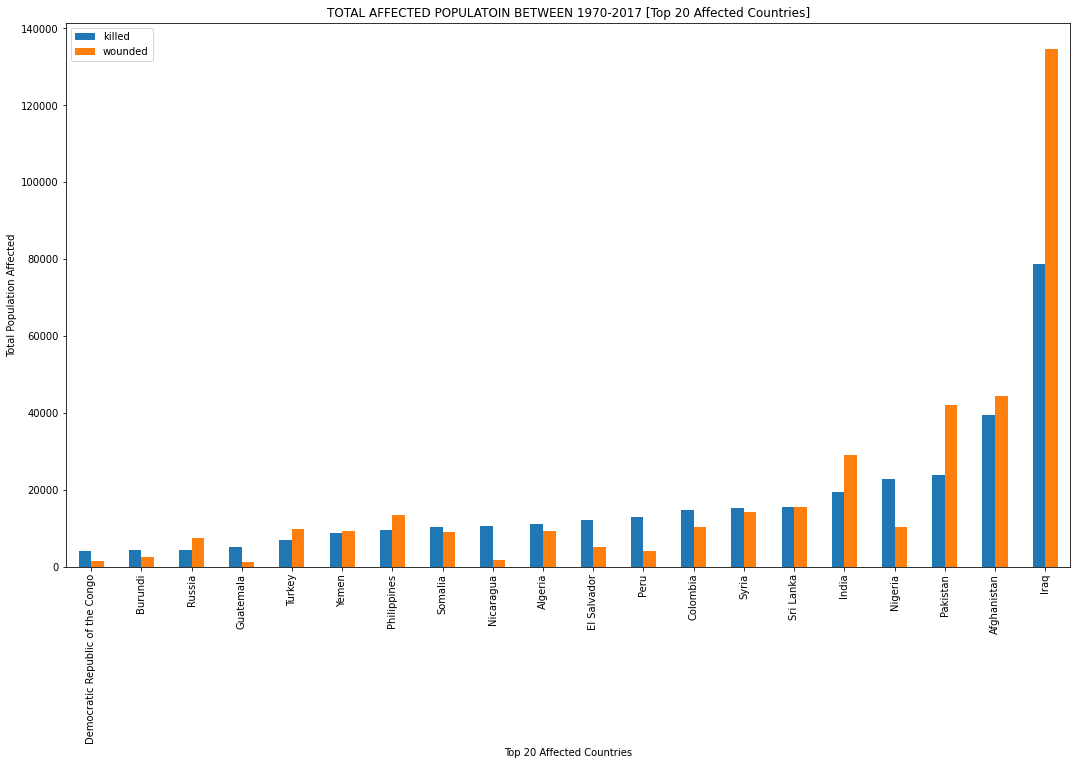 TOTAL AFFECTED POPULATOIN BETWEEN 1970-2017 [Top 20 Affected Countries]
killed
wounded
Total Population Affected
140000
120000
100000
80000
60000
40000
20000
0
Democratic Republic of the Congo
Burundi
Russia
Guatemala
Turkey
Yemen
Philippines
Somalia
Nicaragua
Algeria
El Salvador
Peru
Colombia
Syria
Sri Lanka
India
Nigeria
Pakistan
Afghanistan
Iraq
Top 20 Affected Countries